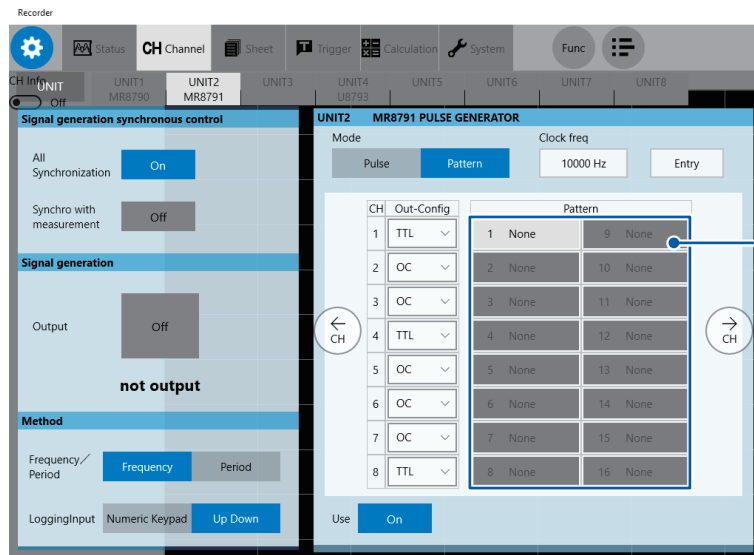 Recorder
Status CH Channel Sheet Trigger Calculation System Func
CH Info
Off
UNIT
UNIT1 UNIT2 UNIT3 UNIT4 UNIT5 UNIT6 UNIT7 UNIT8
MR8790 MR8791 U8793
Signal generation synchronous control
All
Synchronization
On
Synchro with
measurement
Off
Signal generation
Output
Off
not output
Method
Frequency／
Period
Frequency Period
LoggingInput Numeric Keypad Up Down
UNIT2 MR8791 PULSE GENERATOR
Mode Clock freq
Pulse Pattern 10000 Hz Entry
CH Out-Config Pattern
1 TTL 1 None 9 None
2 OC 2 None 10 None
3 OC 3 None 11 None
4 TTL 4 None 12 None
5 OC 5 None 13 None
6 OC 6 None 14 None
7 OC 7 None 15 None
8 TTL 8 None 16 None
← CH
→ CH
Use On